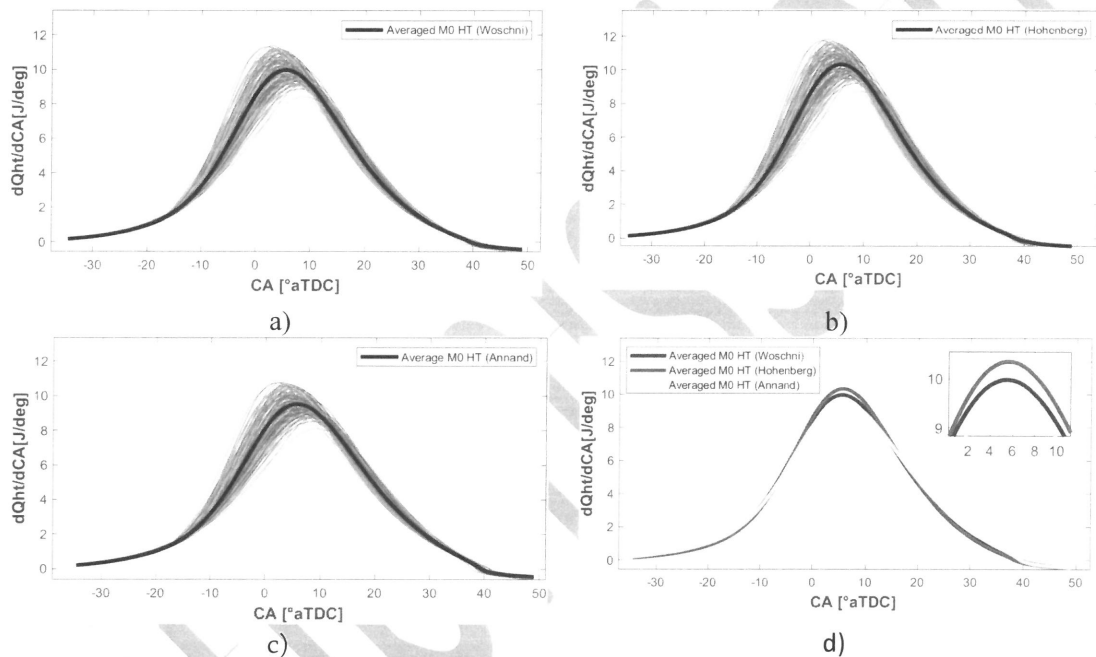 12
10
8
6
4
2
0
dQht/dCA[J/deg]
Averaged M0 HT (Woschni)
-30 -20 -10 0 10 20 30 40 50
CA [°aTDC]
a)
12
10
8
6
4
2
0
dQht/dCA[J/deg]
Averaged M0 HT (Hohenberg)
-30 -20 -10 0 10 20 30 40 50
CA [°aTDC]
b)
12
10
8
6
4
2
0
dQht/dCA[J/deg]
Average M0 HT (Annand)
-30 -20 -10 0 10 20 30 40 50
CA [°aTDC]
c)
12
10
8
6
4
2
0
dQht/dCA[J/deg]
Averaged M0 HT (Woschni)
Averaged M0 HT (Hohenberg)
Averaged M0 HT (Annand)
10
9
2 4 6 8 10
-30 -20 -10 0 10 20 30 40 50
CA [°aTDC]
d)